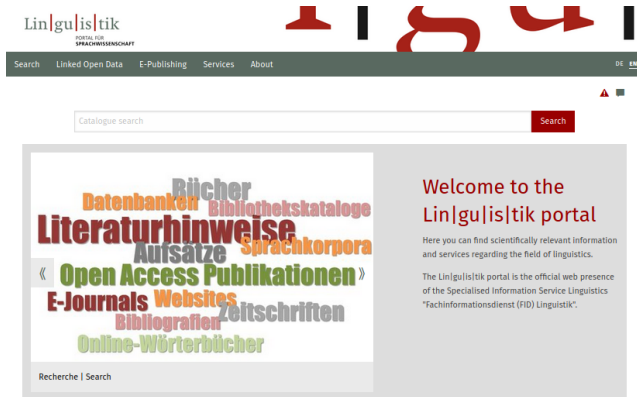 Lin|gu|is|tik
PORTAL FÜR
SPRACHWISSENSCHAFT
Search Linked Open Data E-Publishing Services About DE EN
Catalogue search Search
Bücher
Datenbanken
Bibliothekskataloge
Literaturhinweise
Aufsätze Sprachkorpora
« Open Access Publikationen »
E-Journals Websites
Zeitschriften
Bibliografien
Online-Wörterbücher
Recherche | Search
Welcome to the
Lin|gu|is|tik portal
Here you can find scientifically relevant information
and services regarding the field of linguistics.
The Lin|gu|is|tik portal is the official web presence
of the Specialised Information Service Linguistics
"Fachinformationsdienst (FID) Linguistik".